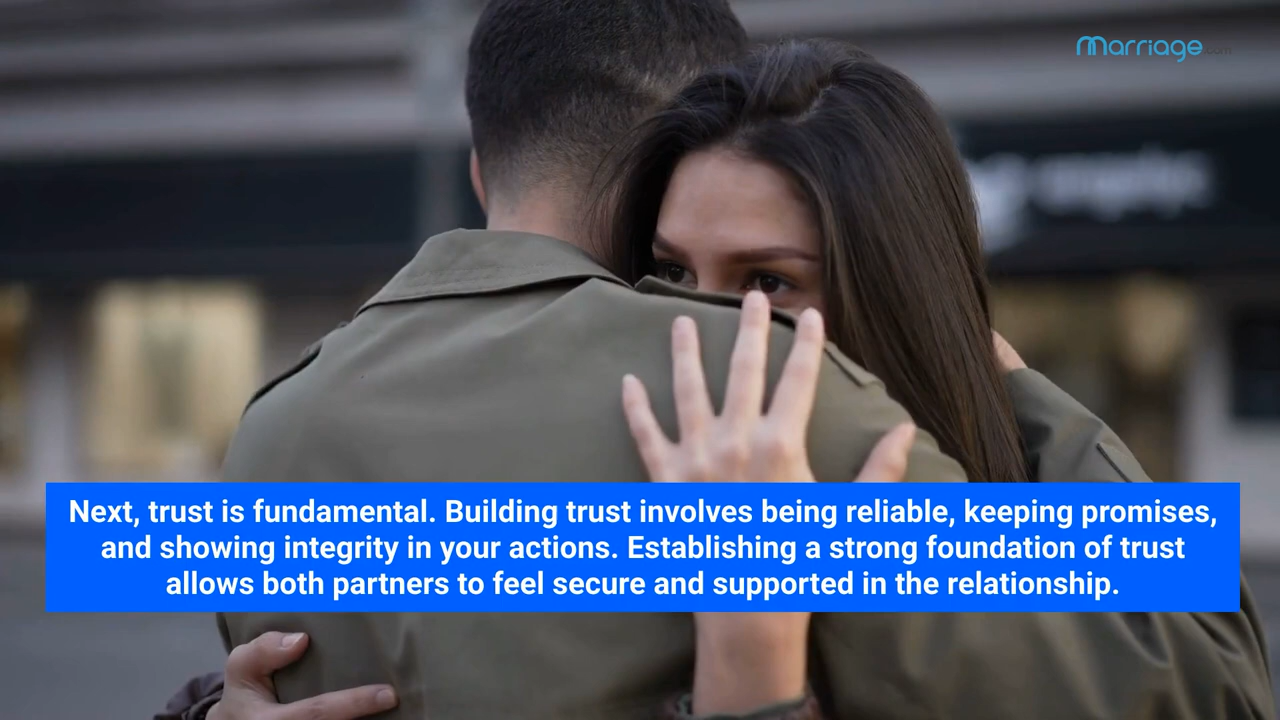 marriage.com
Next, trust is fundamental. Building trust involves being reliable, keeping promises,
and showing integrity in your actions. Establishing a strong foundation of trust
allows both partners to feel secure and supported in the relationship.